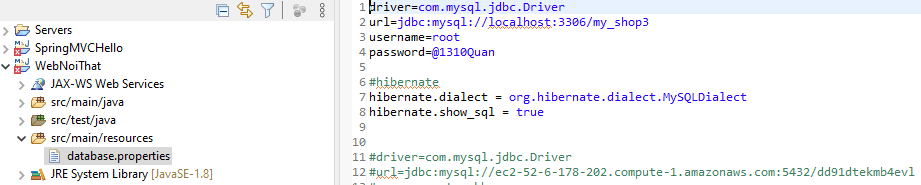 Servers
SpringMVCHello
WebNoiThat
JAX-WS Web Services
src/main/java
src/test/java
src/main/resources
database.properties
JRE System Library [JavaSE-1.8]
1 driver=com.mysql.jdbc.Driver
2 url=jdbc:mysql://localhost:3306/my_shop3
3 username=root
4 password=@1310Quan
5
6 #hibernate
7 hibernate.dialect = org.hibernate.dialect.MySQLDialect
8 hibernate.show_sql = true
9
10
11 #driver=com.mysql.jdbc.Driver
12 #url=jdbc:mysql://ec2-52-6-178-202.compute-1.amazonaws.com:5432/dd91dtekmb4evl